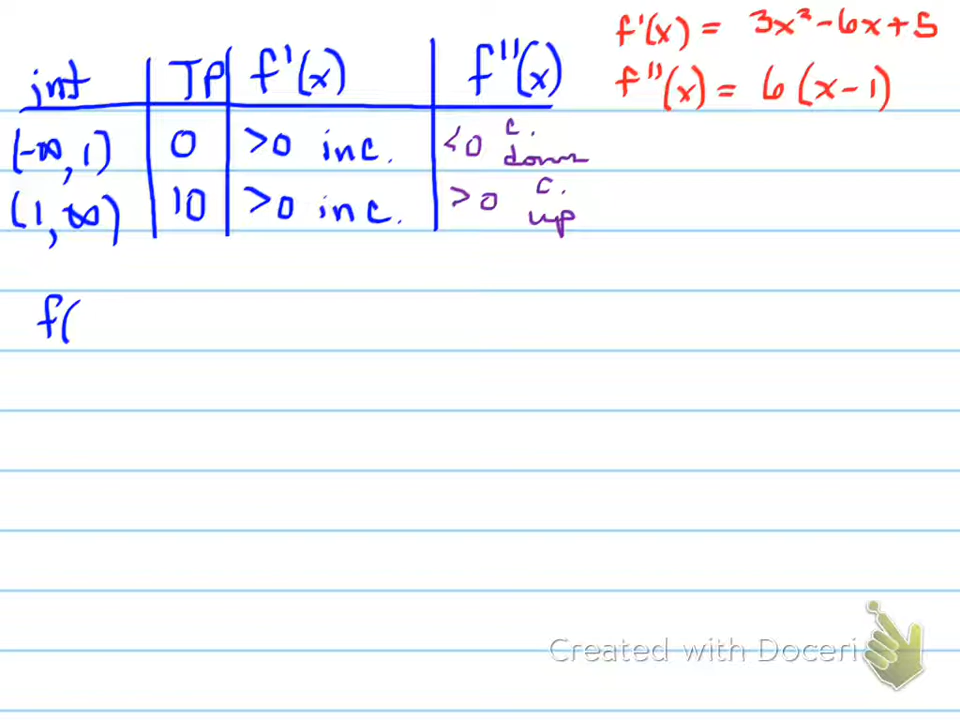 f'(x) = 3x² - 6x + 5
f''(x) = 6(x - 1)
int | TP | f'(x) | f''(x)
(-∞, 1) | 0 | >0 inc. | <0 c. down
(1, ∞) | 10 | >0 inc. | >0 c. up
f(
Created with Doceri